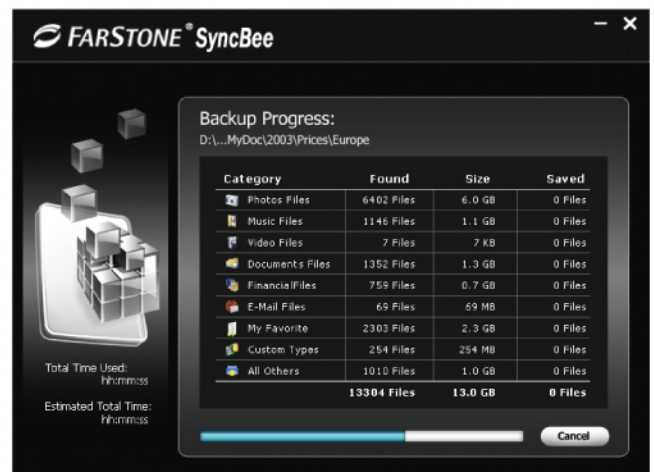 FARSTONE® SyncBee
Backup Progress:
D:\...MyDoc\2003\Prices\Europe
Category Found Size Saved
Photos Files 6402 Files 6.0 GB 0 Files
Music Files 1146 Files 1.1 GB 0 Files
Video Files 7 Files 7 KB 0 Files
Documents Files 1352 Files 1.3 GB 0 Files
FinancialFiles 759 Files 0.7 GB 0 Files
E-Mail Files 69 Files 69 MB 0 Files
My Favorite 2303 Files 2.3 GB 0 Files
Custom Types 254 Files 254 MB 0 Files
All Others 1010 Files 1.0 GB 0 Files
13304 Files 13.0 GB 0 Files
Total Time Used:
hh:mm:ss
Estimated Total Time:
hh:mm:ss
Cancel